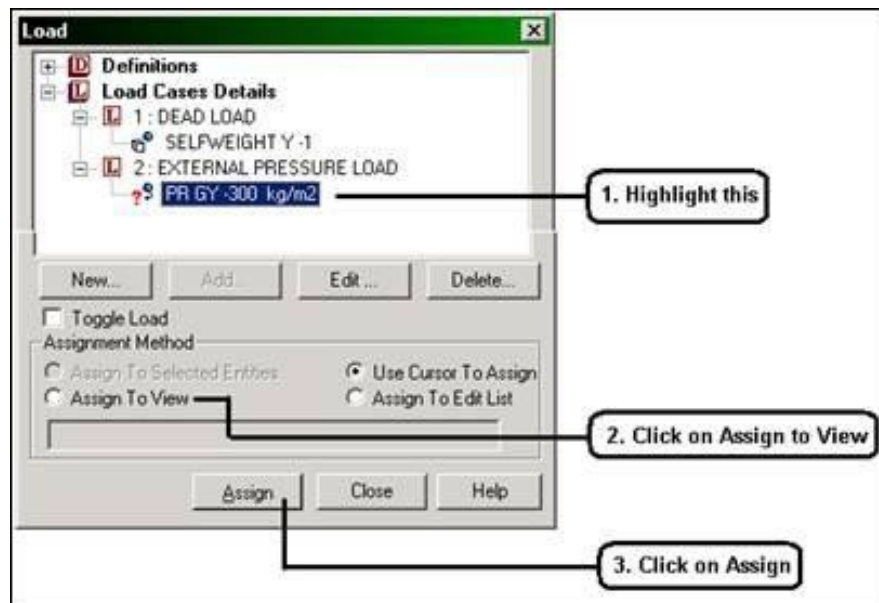 Load
Definitions
Load Cases Details
1 : DEAD LOAD
SELFWEIGHT Y -1
2 : EXTERNAL PRESSURE LOAD
PR GY -300 kg/m2
1. Highlight this
New...
Add...
Edit ...
Delete...
Toggle Load
Assignment Method
Assign To Selected Entities
Use Cursor To Assign
Assign To View
Assign To Edit List
2. Click on Assign to View
Assign
Close
Help
3. Click on Assign